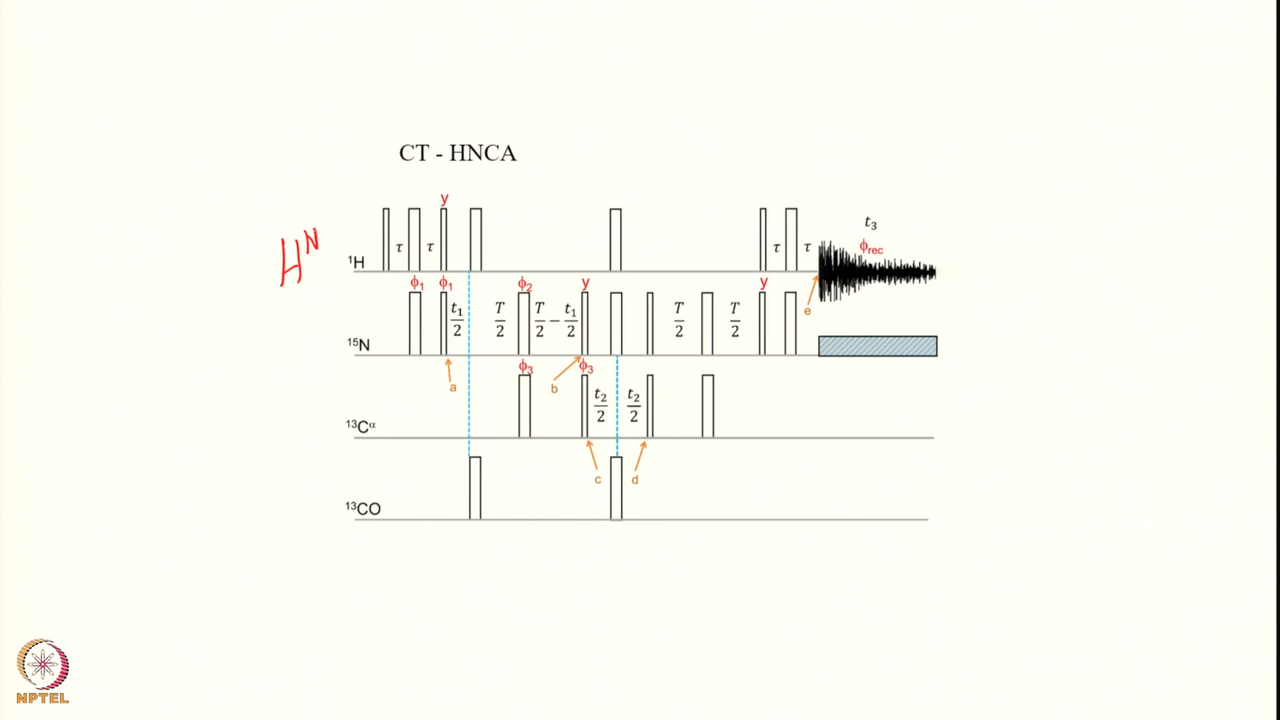 CT - HNCA
y
t₃
τ τ τ τ
H^N
¹H
ϕrec
ϕ₁ ϕ₁ ϕ₂ y y
e
t₁/2 T/2 T/2 − t₁/2 T/2 T/2
¹⁵N
ϕ₃ ϕ₃
a b
t₂/2 t₂/2
¹³Cᵅ
c d
¹³CO
NPTEL